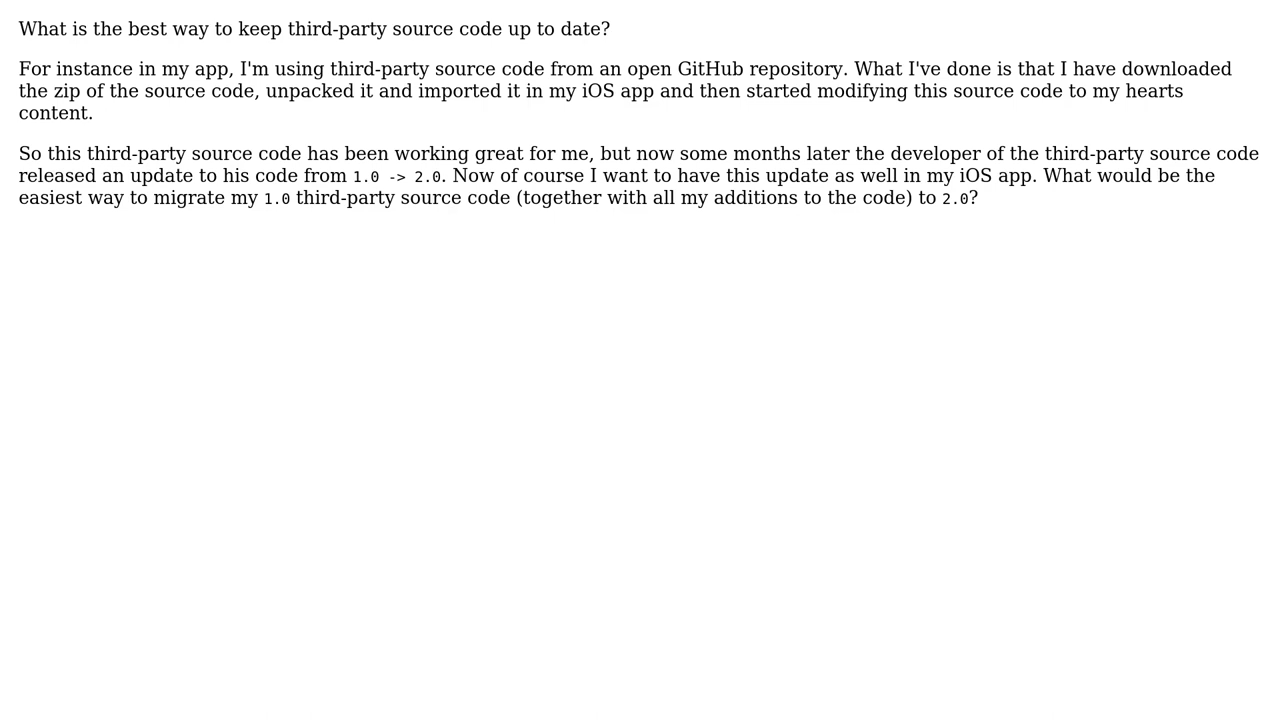 What is the best way to keep third-party source code up to date?
For instance in my app, I'm using third-party source code from an open GitHub repository. What I've done is that I have downloaded
the zip of the source code, unpacked it and imported it in my iOS app and then started modifying this source code to my hearts
content.
So this third-party source code has been working great for me, but now some months later the developer of the third-party source code
released an update to his code from 1.0 -> 2.0. Now of course I want to have this update as well in my iOS app. What would be the
easiest way to migrate my 1.0 third-party source code (together with all my additions to the code) to 2.0?